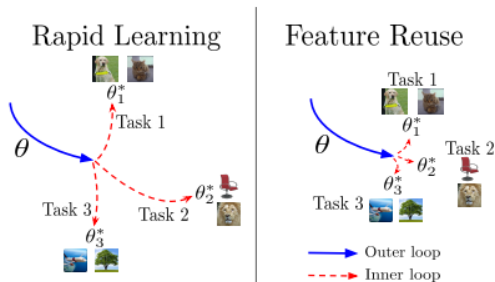 Rapid Learning
θ₁*
Task 1
θ
θ₂*
Task 2
Task 3
θ₃*
Feature Reuse
Task 1
θ₁*
θ
Task 2
θ₂*
θ₃*
Task 3
Outer loop
Inner loop